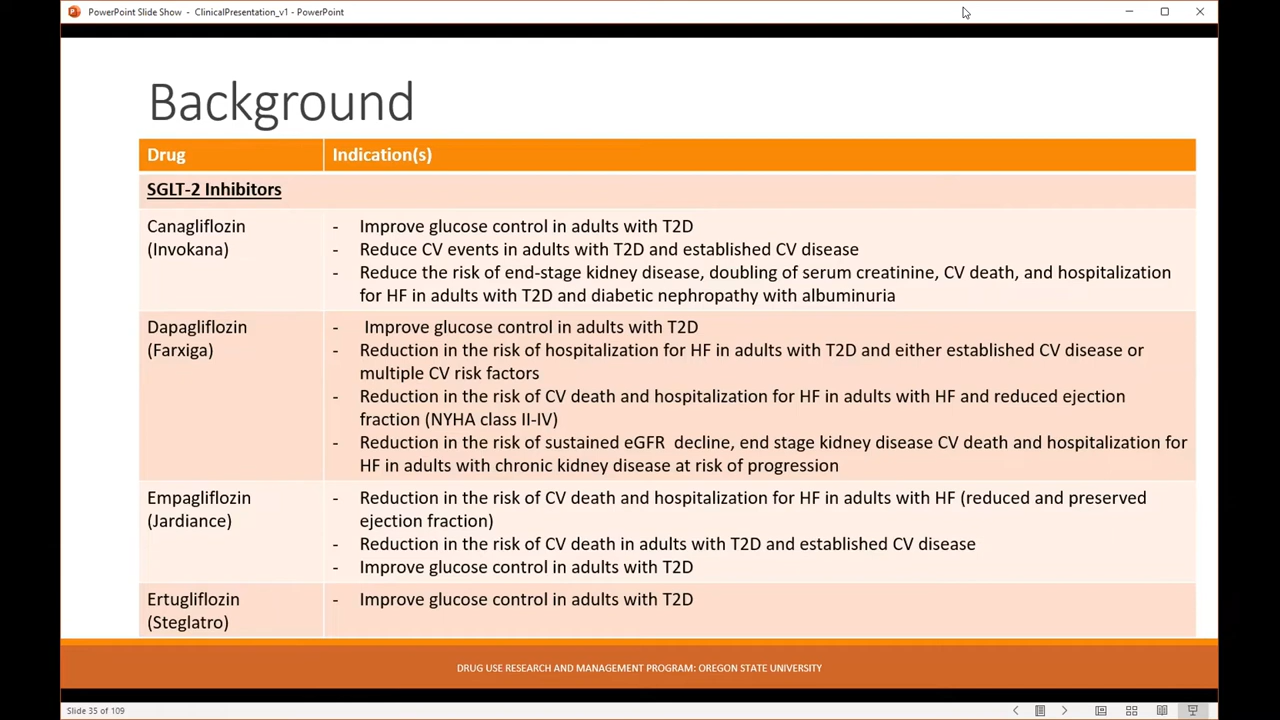 PowerPoint Slide Show - ClinicalPresentation_v1 - PowerPoint
Background
Drug Indication(s)
SGLT-2 Inhibitors
Canagliflozin
(Invokana)
- Improve glucose control in adults with T2D
- Reduce CV events in adults with T2D and established CV disease
- Reduce the risk of end-stage kidney disease, doubling of serum creatinine, CV death, and hospitalization
for HF in adults with T2D and diabetic nephropathy with albuminuria
Dapagliflozin
(Farxiga)
- Improve glucose control in adults with T2D
- Reduction in the risk of hospitalization for HF in adults with T2D and either established CV disease or
multiple CV risk factors
- Reduction in the risk of CV death and hospitalization for HF in adults with HF and reduced ejection
fraction (NYHA class II-IV)
- Reduction in the risk of sustained eGFR decline, end stage kidney disease CV death and hospitalization for
HF in adults with chronic kidney disease at risk of progression
Empagliflozin
(Jardiance)
- Reduction in the risk of CV death and hospitalization for HF in adults with HF (reduced and preserved
ejection fraction)
- Reduction in the risk of CV death in adults with T2D and established CV disease
- Improve glucose control in adults with T2D
Ertugliflozin
(Steglatro)
- Improve glucose control in adults with T2D
DRUG USE RESEARCH AND MANAGEMENT PROGRAM: OREGON STATE UNIVERSITY
Slide 35 of 109